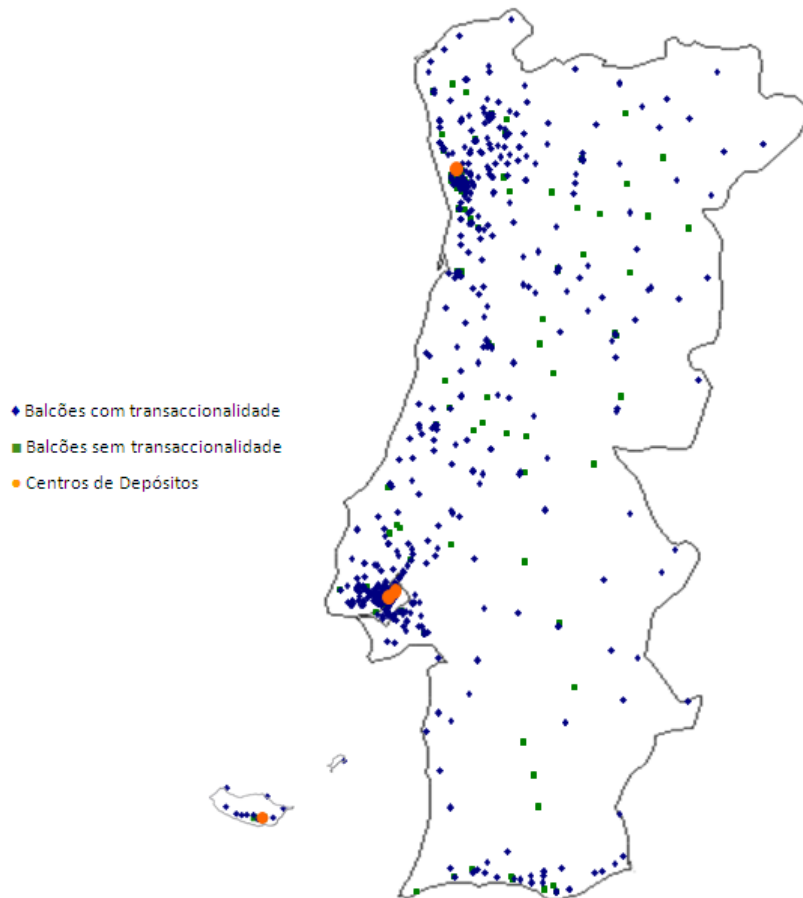 Balcões com transaccionalidade
Balcões sem transaccionalidade
Centros de Depósitos